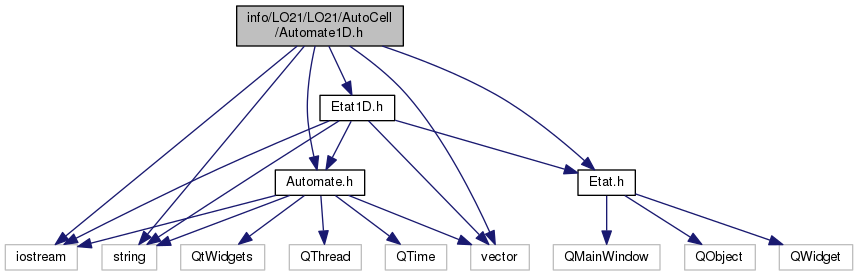 info/LO21/LO21/AutoCell
/Automate1D.h
Etat1D.h
Automate.h
Etat.h
iostream
string
QtWidgets
QThread
QTime
vector
QMainWindow
QObject
QWidget